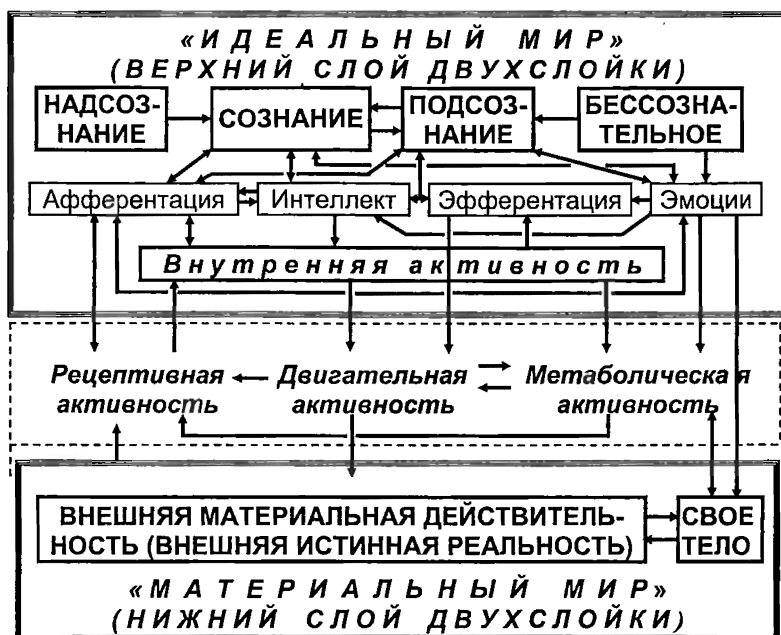 «ИДЕАЛЬНЫЙ МИР»
(ВЕРХНИЙ СЛОЙ ДВУХСЛОЙКИ)
НАДСОЗ-
НАНИЕ
СОЗНАНИЕ
ПОДСОЗ-
НАНИЕ
БЕССОЗНА-
ТЕЛЬНОЕ
Афферентация
Интеллект
Эфферентация
Эмоции
Внутренняя активность
Рецептивная
активность
Двигательная
активность
Метаболическая
активность
ВНЕШНЯЯ МАТЕРИАЛЬНАЯ ДЕЙСТВИТЕЛЬ-
НОСТЬ (ВНЕШНЯЯ ИСТИННАЯ РЕАЛЬНОСТЬ)
СВОЕ
ТЕЛО
«МАТЕРИАЛЬНЫЙ МИР»
(НИЖНИЙ СЛОЙ ДВУХСЛОЙКИ)